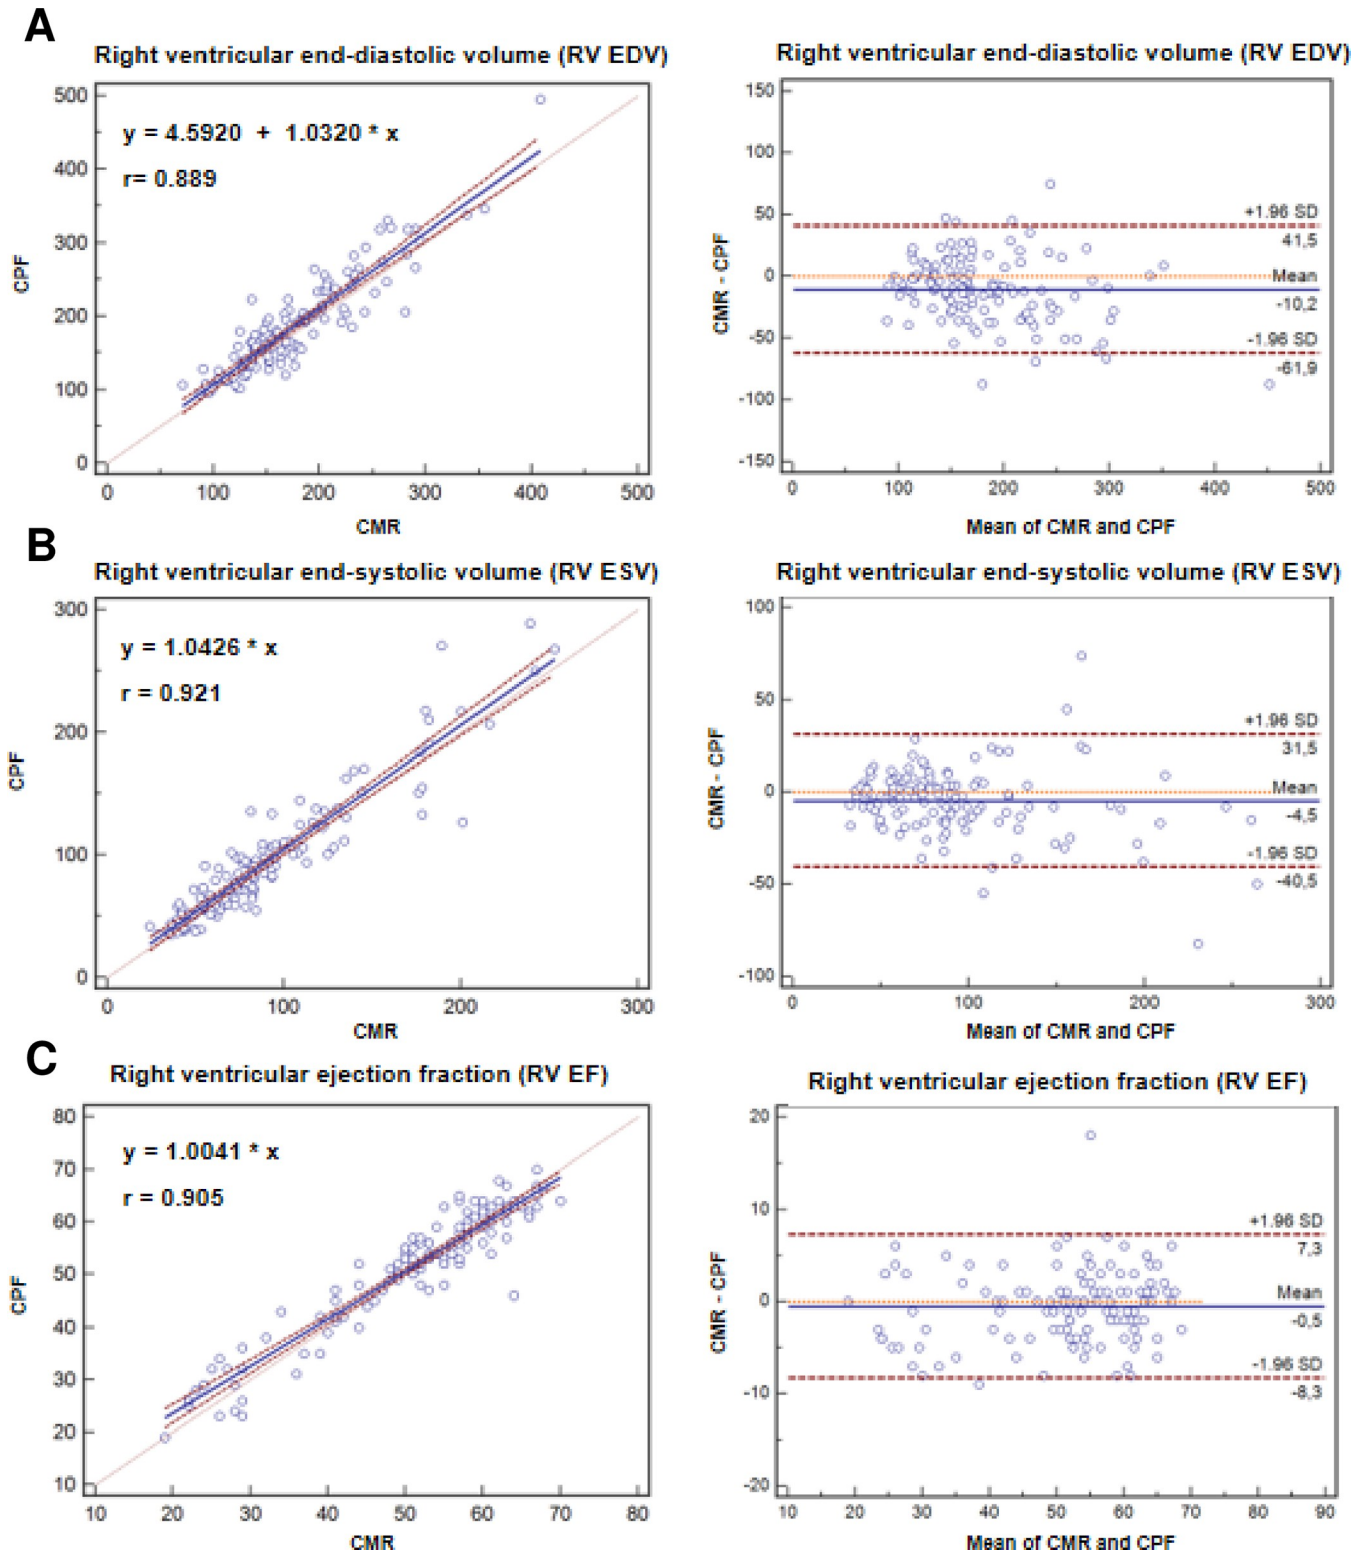 A
Right ventricular end-diastolic volume (RV EDV)
500
400
300
200
100
0
CPF
y = 4.5920 + 1.0320 * x
r= 0.889
0 100 200 300 400 500
CMR
Right ventricular end-diastolic volume (RV EDV)
150
100
50
0
-50
-100
-150
CMR - CPF
+1.96 SD
41,5
Mean
-10,2
-1.96 SD
-61,9
0 100 200 300 400 500
Mean of CMR and CPF
B
Right ventricular end-systolic volume (RV ESV)
300
200
100
0
CPF
y = 1.0426 * x
r = 0.921
0 100 200 300
CMR
Right ventricular end-systolic volume (RV ESV)
100
50
0
-50
-100
CMR - CPF
+1.96 SD
31,5
Mean
-4,5
-1.96 SD
-40,5
0 100 200 300
Mean of CMR and CPF
C
Right ventricular ejection fraction (RV EF)
80
70
60
50
40
30
20
10
CPF
y = 1.0041 * x
r = 0.905
10 20 30 40 50 60 70 80
CMR
Right ventricular ejection fraction (RV EF)
20
10
0
-10
-20
CMR - CPF
+1.96 SD
7,3
Mean
-0,5
-1.96 SD
-8,3
10 20 30 40 50 60 70 80 90
Mean of CMR and CPF